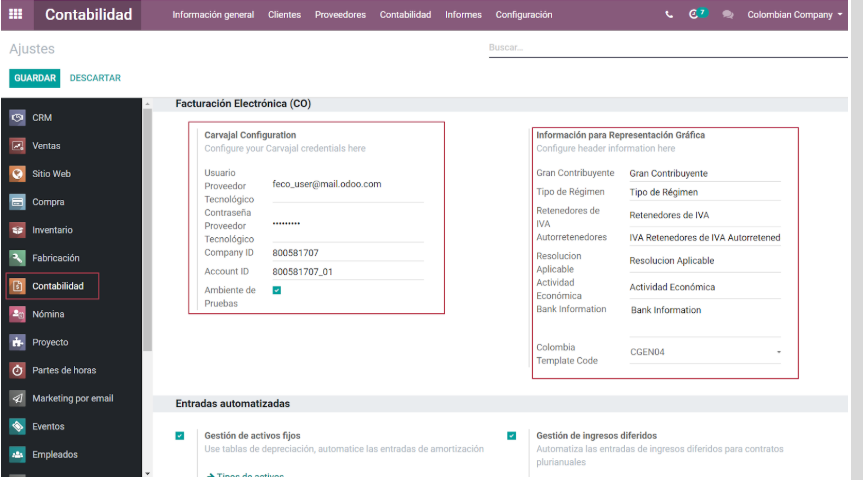 Contabilidad
Información general Clientes Proveedores Contabilidad Informes Configuración
7 Colombian Company
Ajustes
Buscar...
GUARDAR DESCARTAR
CRM
Ventas
Sitio Web
Compra
Inventario
Fabricación
Contabilidad
Nómina
Proyecto
Partes de horas
Marketing por email
Eventos
Empleados
Facturación Electrónica (CO)
Carvajal Configuration
Configure your Carvajal credentials here
Usuario
Proveedor
Tecnológico
feco_user@mail.odoo.com
Contraseña
Proveedor
Tecnológico
•••••••••
Company ID 800581707
Account ID 800581707_01
Ambiente de
Pruebas
Información para Representación Gráfica
Configure header information here
Gran Contribuyente Gran Contribuyente
Tipo de Régimen Tipo de Régimen
Retenedores de
IVA
Retenedores de IVA
Autorretenedores IVA Retenedores de IVA Autorretened
Resolucion
Aplicable
Resolucion Aplicable
Actividad
Económica
Actividad Económica
Bank Information Bank Information
Colombia
Template Code
CGEN04
Entradas automatizadas
Gestión de activos fijos
Use tablas de depreciación, automatice las entradas de amortización
Tipos de activos
Gestión de ingresos diferidos
Automatiza las entradas de ingresos diferidos para contratos
plurianuales